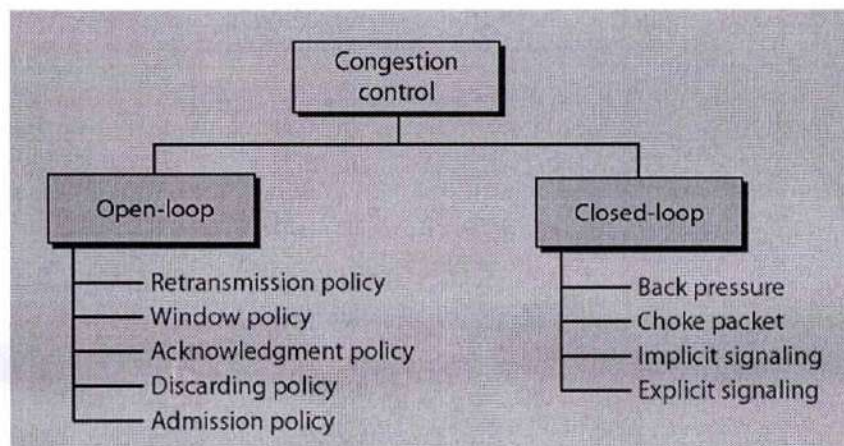 Congestion
control
Open-loop
Closed-loop
Retransmission policy
Window policy
Acknowledgment policy
Discarding policy
Admission policy
Back pressure
Choke packet
Implicit signaling
Explicit signaling